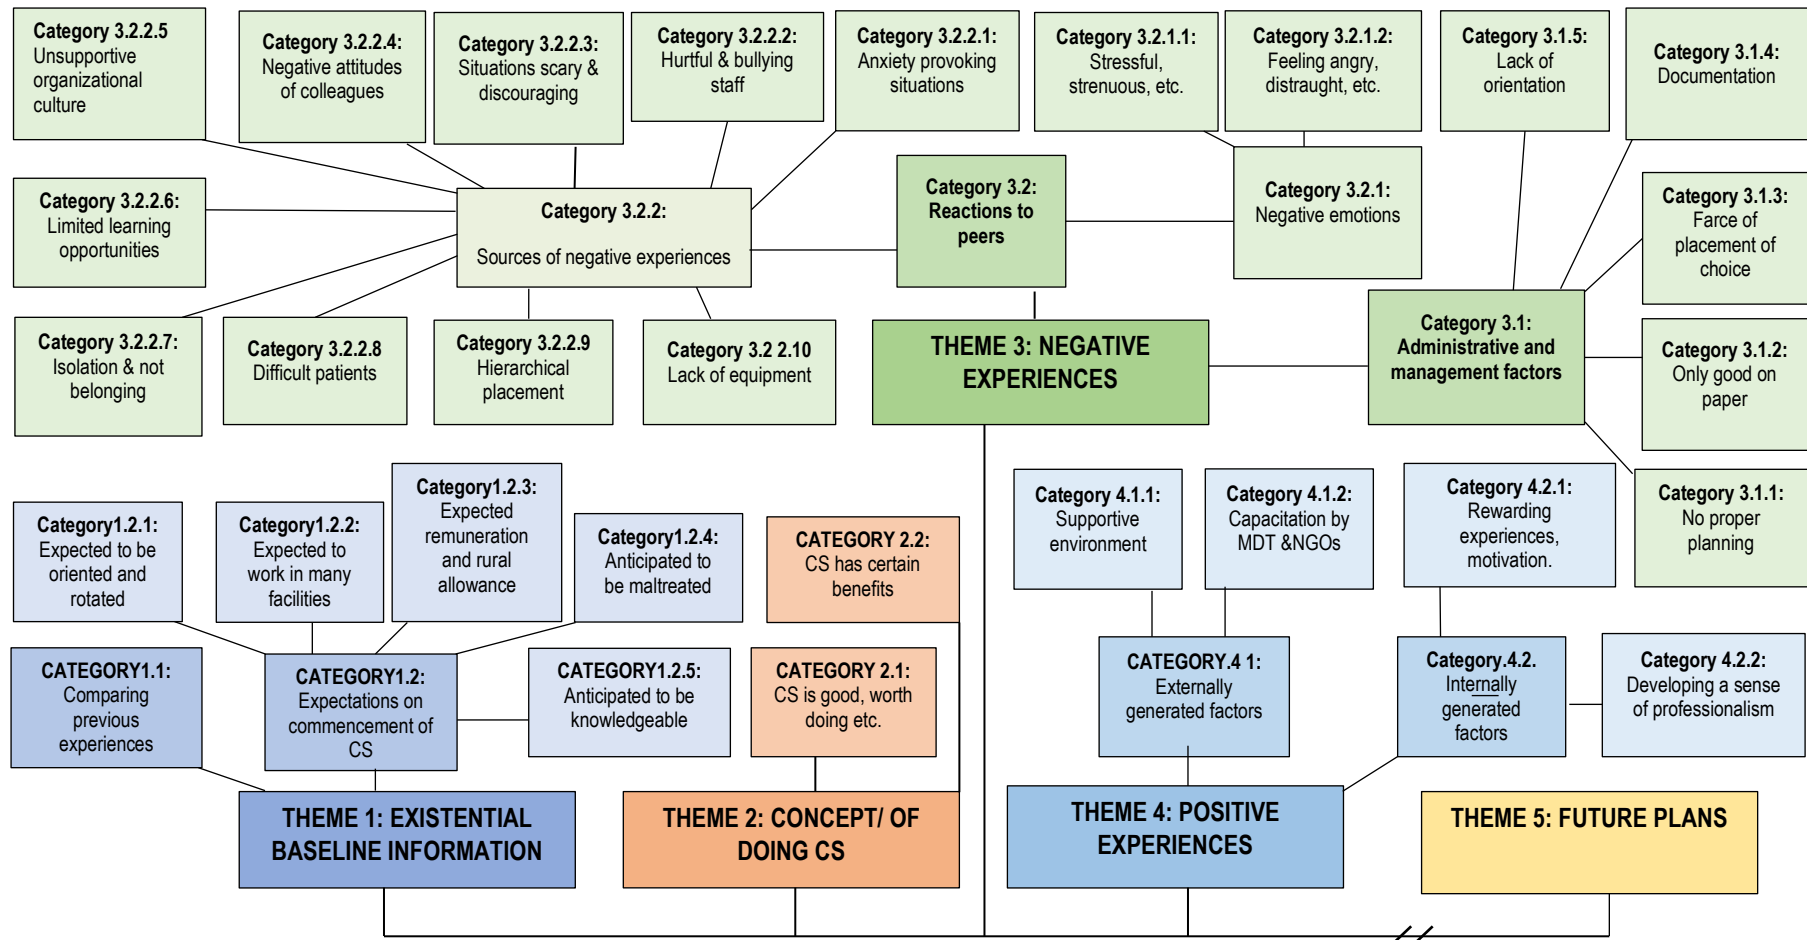 Category 3.2.2.5
Unsupportive
organizational
culture
Category 3.2.2.4:
Negative attitudes
of colleagues
Category 3.2.2.3:
Situations scary &
discouraging
Category 3.2.2.2:
Hurtful & bullying
staff
Category 3.2.2.1:
Anxiety provoking
situations
Category 3.2.1.1:
Stressful,
strenuous, etc.
Category 3.2.1.2:
Feeling angry,
distraught, etc.
Category 3.1.5:
Lack of
orientation
Category 3.1.4:
Documentation
Category 3.2.2.6:
Limited learning
opportunities
Category 3.2.2:
Sources of negative experiences
Category 3.2:
Reactions to
peers
Category 3.2.1:
Negative emotions
Category 3.1.3:
Farce of
placement of
choice
Category 3.2.2.7:
Isolation & not
belonging
Category 3.2.2.8
Difficult patients
Category 3.2.2.9
Hierarchical
placement
Category 3.2 2.10
Lack of equipment
THEME 3: NEGATIVE
EXPERIENCES
Category 3.1:
Administrative and
management factors
Category 3.1.2:
Only good on
paper
Category1.2.1:
Expected to be
oriented and
rotated
Category1.2.2:
Expected to
work in many
facilities
Category1.2.3:
Expected
remuneration
and rural
allowance
Category1.2.4:
Anticipated to
be maltreated
CATEGORY 2.2:
CS has certain
benefits
Category 4.1.1:
Supportive
environment
Category 4.1.2:
Capacitation by
MDT &NGOs
Category 4.2.1:
Rewarding
experiences,
motivation.
Category 3.1.1:
No proper
planning
CATEGORY1.1:
Comparing
previous
experiences
CATEGORY1.2:
Expectations on
commencement of
CS
CATEGORY1.2.5:
Anticipated to be
knowledgeable
CATEGORY 2.1:
CS is good, worth
doing etc.
CATEGORY.4 1:
Externally
generated factors
Category.4.2.
Internally
generated
factors
Category 4.2.2:
Developing a sense
of professionalism
THEME 1: EXISTENTIAL
BASELINE INFORMATION
THEME 2: CONCEPT/ OF
DOING CS
THEME 4: POSITIVE
EXPERIENCES
THEME 5: FUTURE PLANS